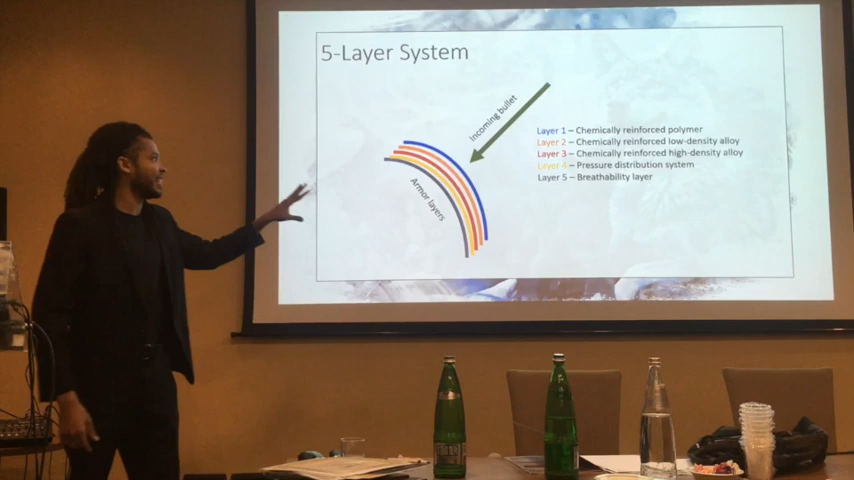 5-Layer System
Incoming bullet
Armor layers
Layer 1 – Chemically reinforced polymer
Layer 2 – Chemically reinforced low-density alloy
Layer 3 – Chemically reinforced high-density alloy
Layer 4 – Pressure distribution system
Layer 5 – Breathability layer